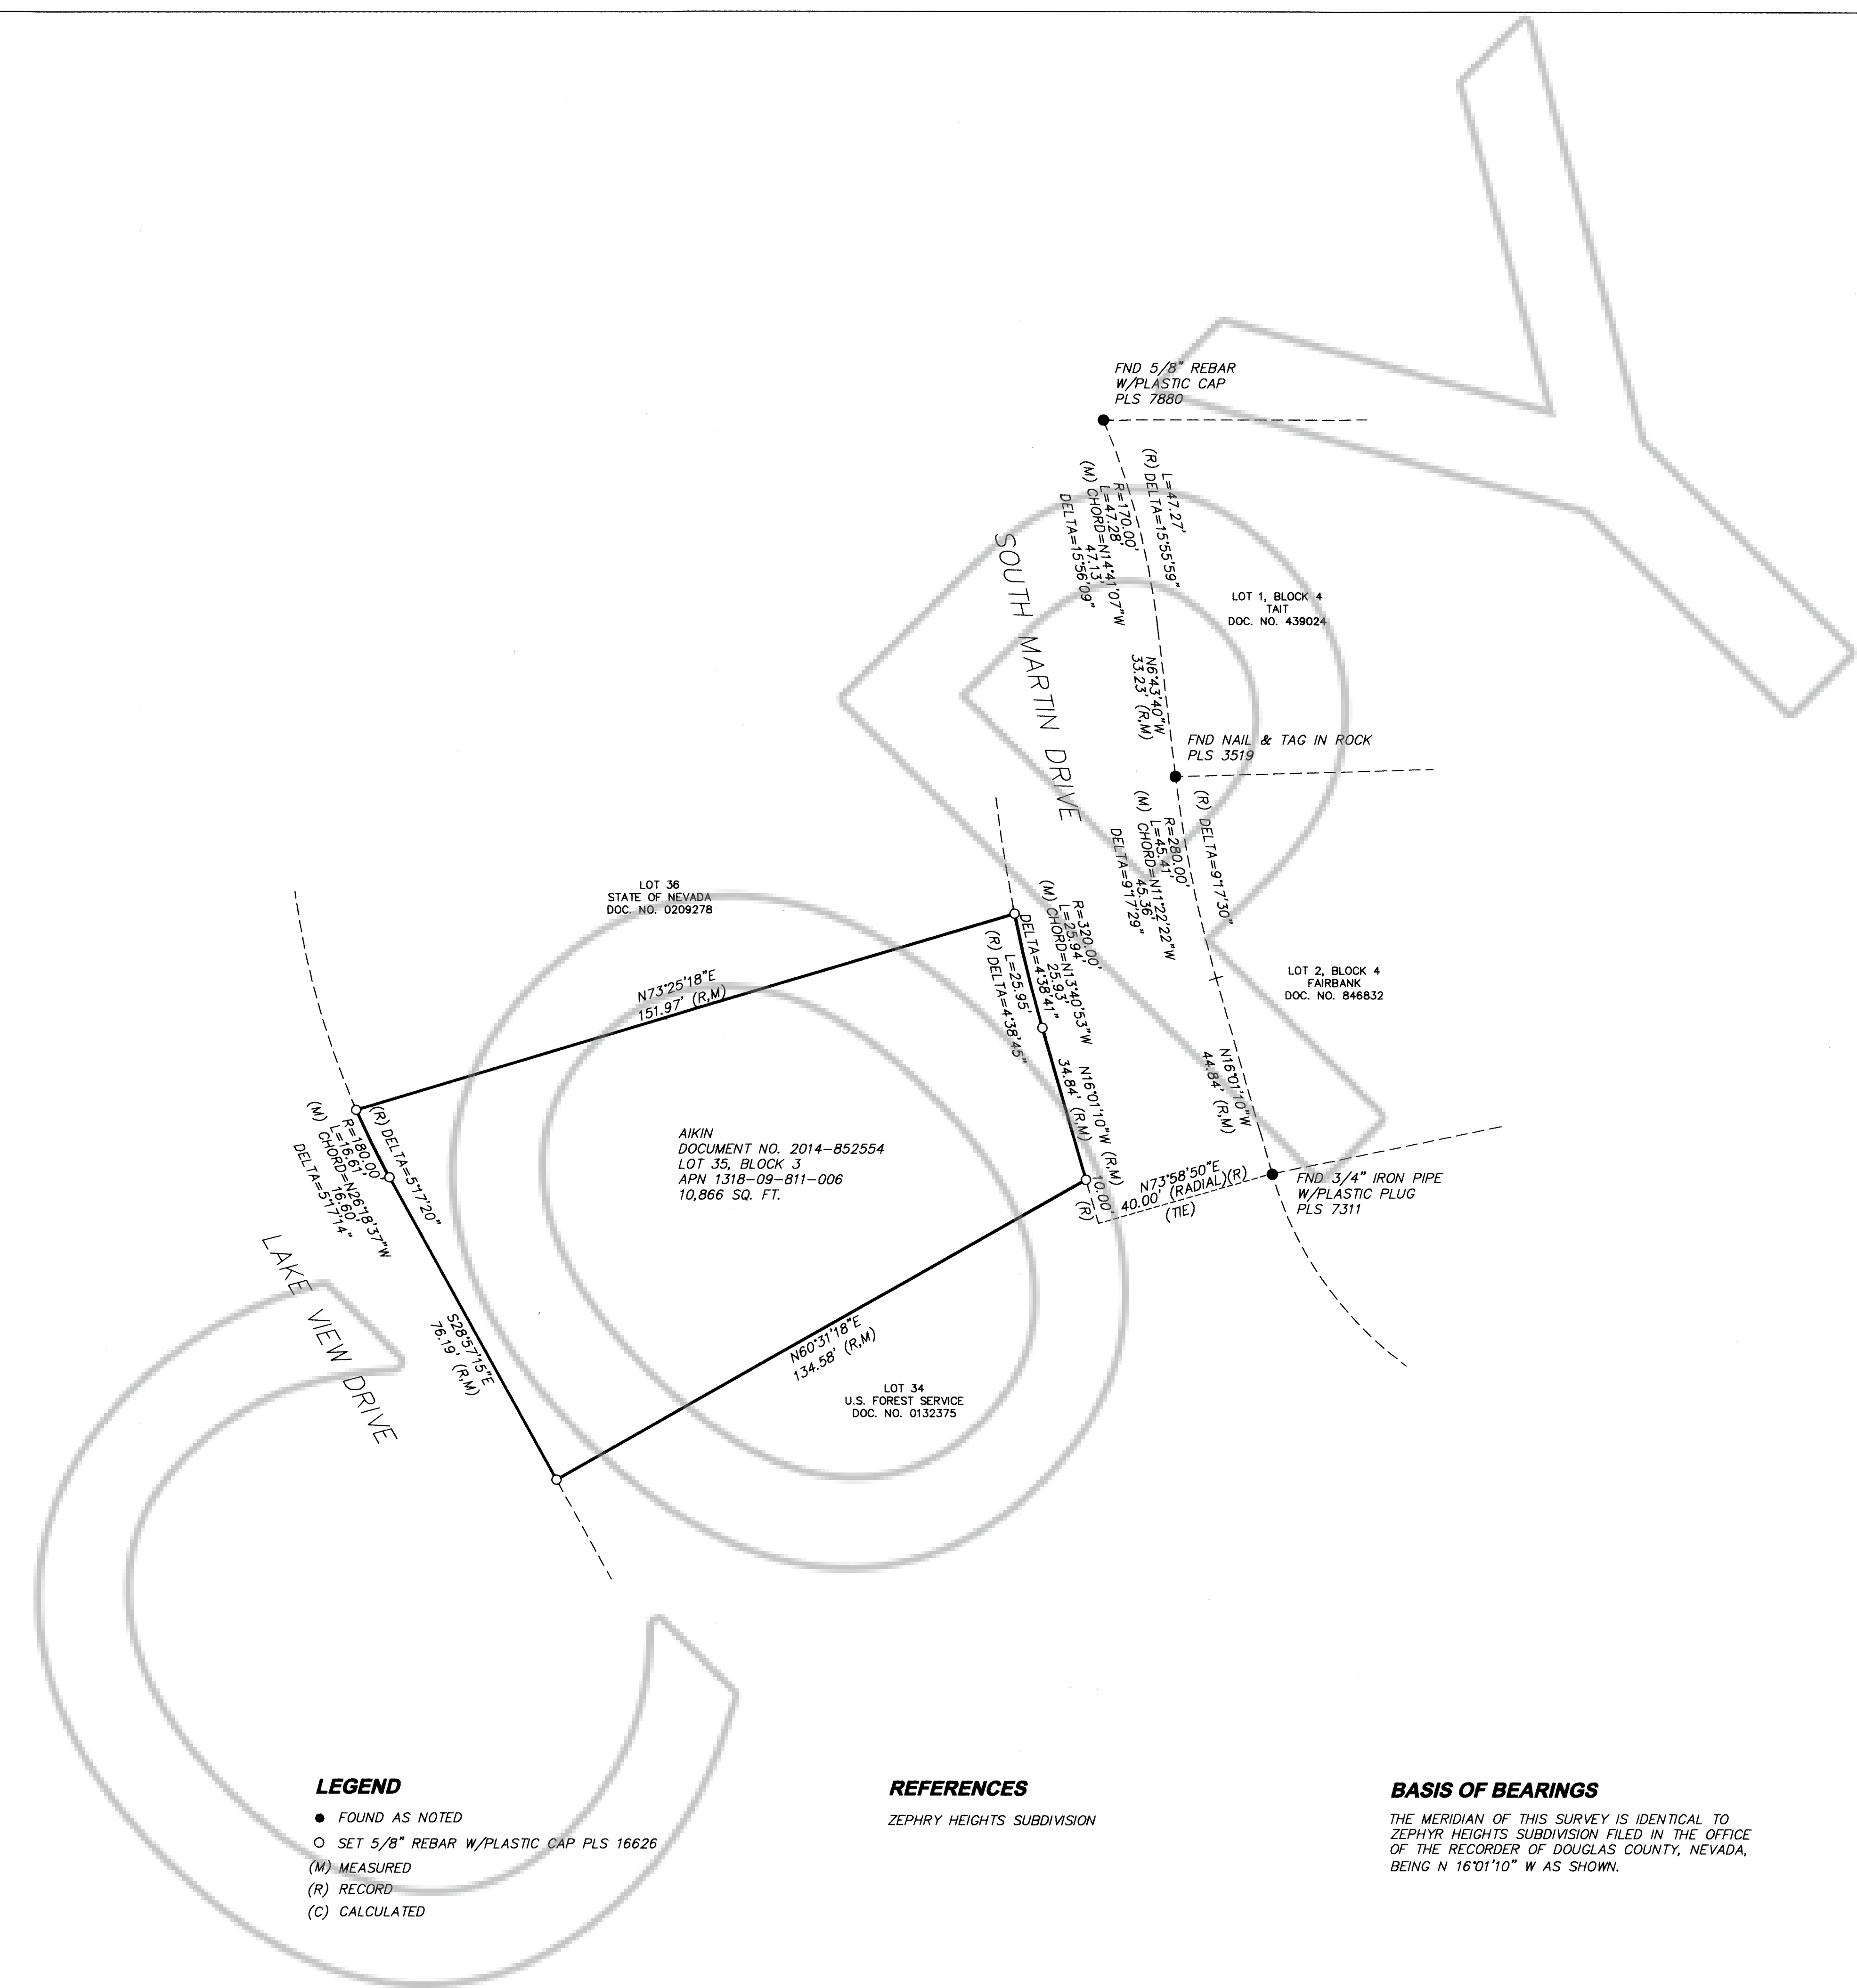 FND 5/8" REBAR
W/PLASTIC CAP
PLS 7880
L=47.27'
(R) DELTA=15°55'59"
R=170.00'
L=47.28'
(M) CHORD=N14°41'07"W
47.13'
DELTA=15°56'09"
SOUTH MARTIN DRIVE
LOT 1, BLOCK 4
TAIT
DOC. NO. 439024
N6°43'40"W
33.23' (R,M)
FND NAIL & TAG IN ROCK
PLS 3519
(R) DELTA=9°17'30"
R=280.00'
L=45.41'
(M) CHORD=N11°22'22"W
45.36'
DELTA=9°17'29"
LOT 36
STATE OF NEVADA
DOC. NO. 0209278
R=320.00'
L=25.94'
(M) CHORD=N13°40'53"W
25.93'
DELTA=4°38'41"
L=25.95'
(R) DELTA=4°38'45"
N73°25'18"E
151.97' (R,M)
LOT 2, BLOCK 4
FAIRBANK
DOC. NO. 846832
N16°01'10"W
44.84' (R,M)
N16°01'10"W (R,M)
34.84' (R,M)
10.00'
(R)
N73°58'50"E
40.00' (RADIAL)(R)
(TIE)
FND 3/4" IRON PIPE
W/PLASTIC PLUG
PLS 7311
AIKIN
DOCUMENT NO. 2014-852554
LOT 35, BLOCK 3
APN 1318-09-811-006
10,866 SQ. FT.
(R) DELTA=5°17'20"
R=180.00'
L=16.61'
(M) CHORD=N26°18'37"W
16.60'
DELTA=5°17'14"
LAKE VIEW DRIVE
S28°57'15"E
76.19' (R,M)
N60°31'18"E
134.58' (R,M)
LOT 34
U.S. FOREST SERVICE
DOC. NO. 0132375
COPY
LEGEND
FOUND AS NOTED
SET 5/8" REBAR W/PLASTIC CAP PLS 16626
(M) MEASURED
(R) RECORD
(C) CALCULATED
REFERENCES
ZEPHRY HEIGHTS SUBDIVISION
BASIS OF BEARINGS
THE MERIDIAN OF THIS SURVEY IS IDENTICAL TO
ZEPHYR HEIGHTS SUBDIVISION FILED IN THE OFFICE
OF THE RECORDER OF DOUGLAS COUNTY, NEVADA,
BEING N 16°01'10" W AS SHOWN.